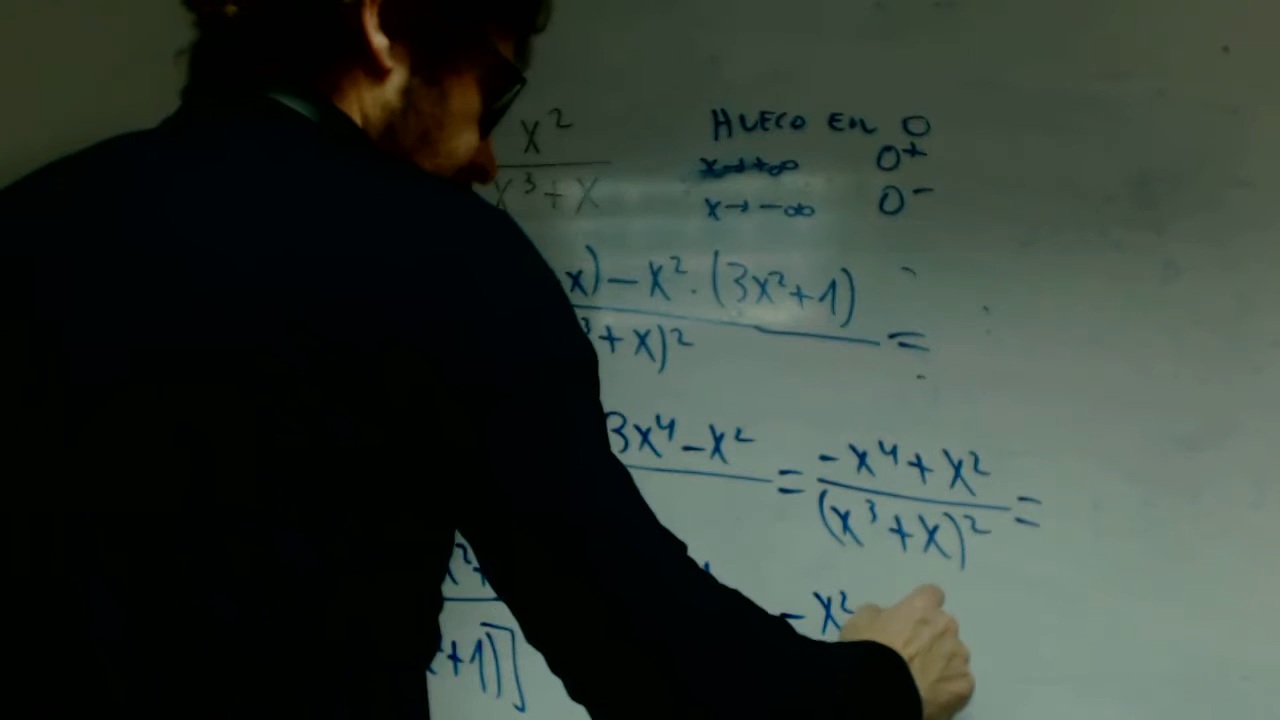 x² / x³+x HUECO EN 0
x→+∞ 0⁺
x→-∞ 0⁻
x)-x²·(3x²+1) / ³+x)² =
3x⁴-x² = -x⁴+x² / (x³+x)² =
x²+ -x²
+1)]